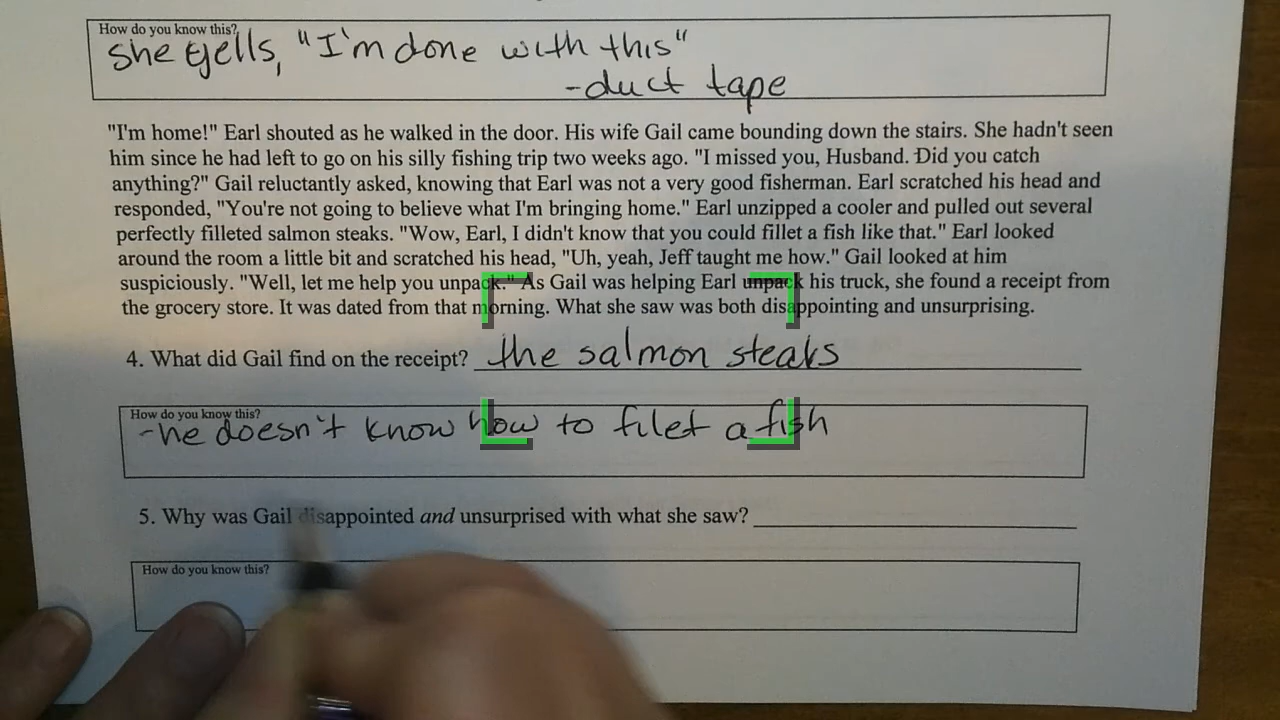 How do you know this?
she yells, "I'm done with this"
-duct tape
"I'm home!" Earl shouted as he walked in the door. His wife Gail came bounding down the stairs. She hadn't seen
him since he had left to go on his silly fishing trip two weeks ago. "I missed you, Husband. Did you catch
anything?" Gail reluctantly asked, knowing that Earl was not a very good fisherman. Earl scratched his head and
responded, "You're not going to believe what I'm bringing home." Earl unzipped a cooler and pulled out several
perfectly filleted salmon steaks. "Wow, Earl, I didn't know that you could fillet a fish like that." Earl looked
around the room a little bit and scratched his head, "Uh, yeah, Jeff taught me how." Gail looked at him
suspiciously. "Well, let me help you unpack." As Gail was helping Earl unpack his truck, she found a receipt from
the grocery store. It was dated from that morning. What she saw was both disappointing and unsurprising.
4. What did Gail find on the receipt? the salmon steaks
How do you know this?
-he doesn't know how to filet a fish
5. Why was Gail disappointed and unsurprised with what she saw?
How do you know this?